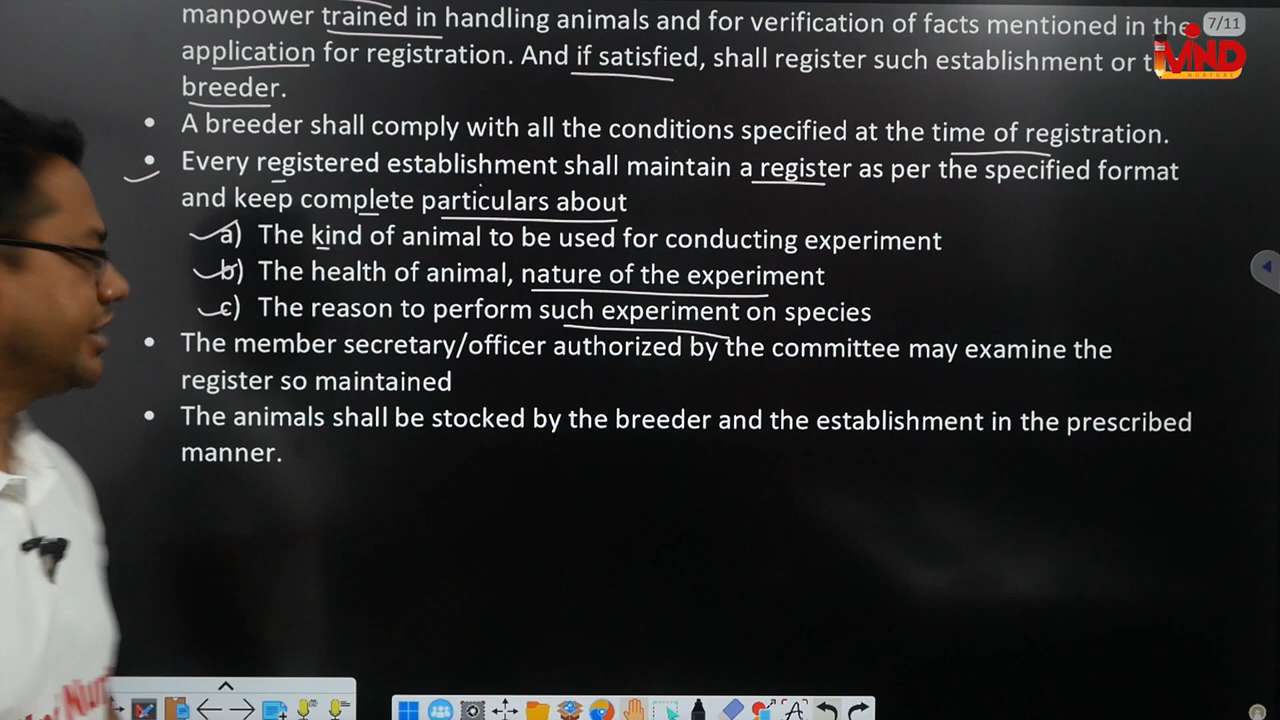 manpower trained in handling animals and for verification of facts mentioned in the
7/11
MIND
NURTURE
application for registration. And if satisfied, shall register such establishment or
breeder.
• A breeder shall comply with all the conditions specified at the time of registration.
• Every registered establishment shall maintain a register as per the specified format
and keep complete particulars about
a) The kind of animal to be used for conducting experiment
b) The health of animal, nature of the experiment
c) The reason to perform such experiment on species
• The member secretary/officer authorized by the committee may examine the
register so maintained
• The animals shall be stocked by the breeder and the establishment in the prescribed
manner.